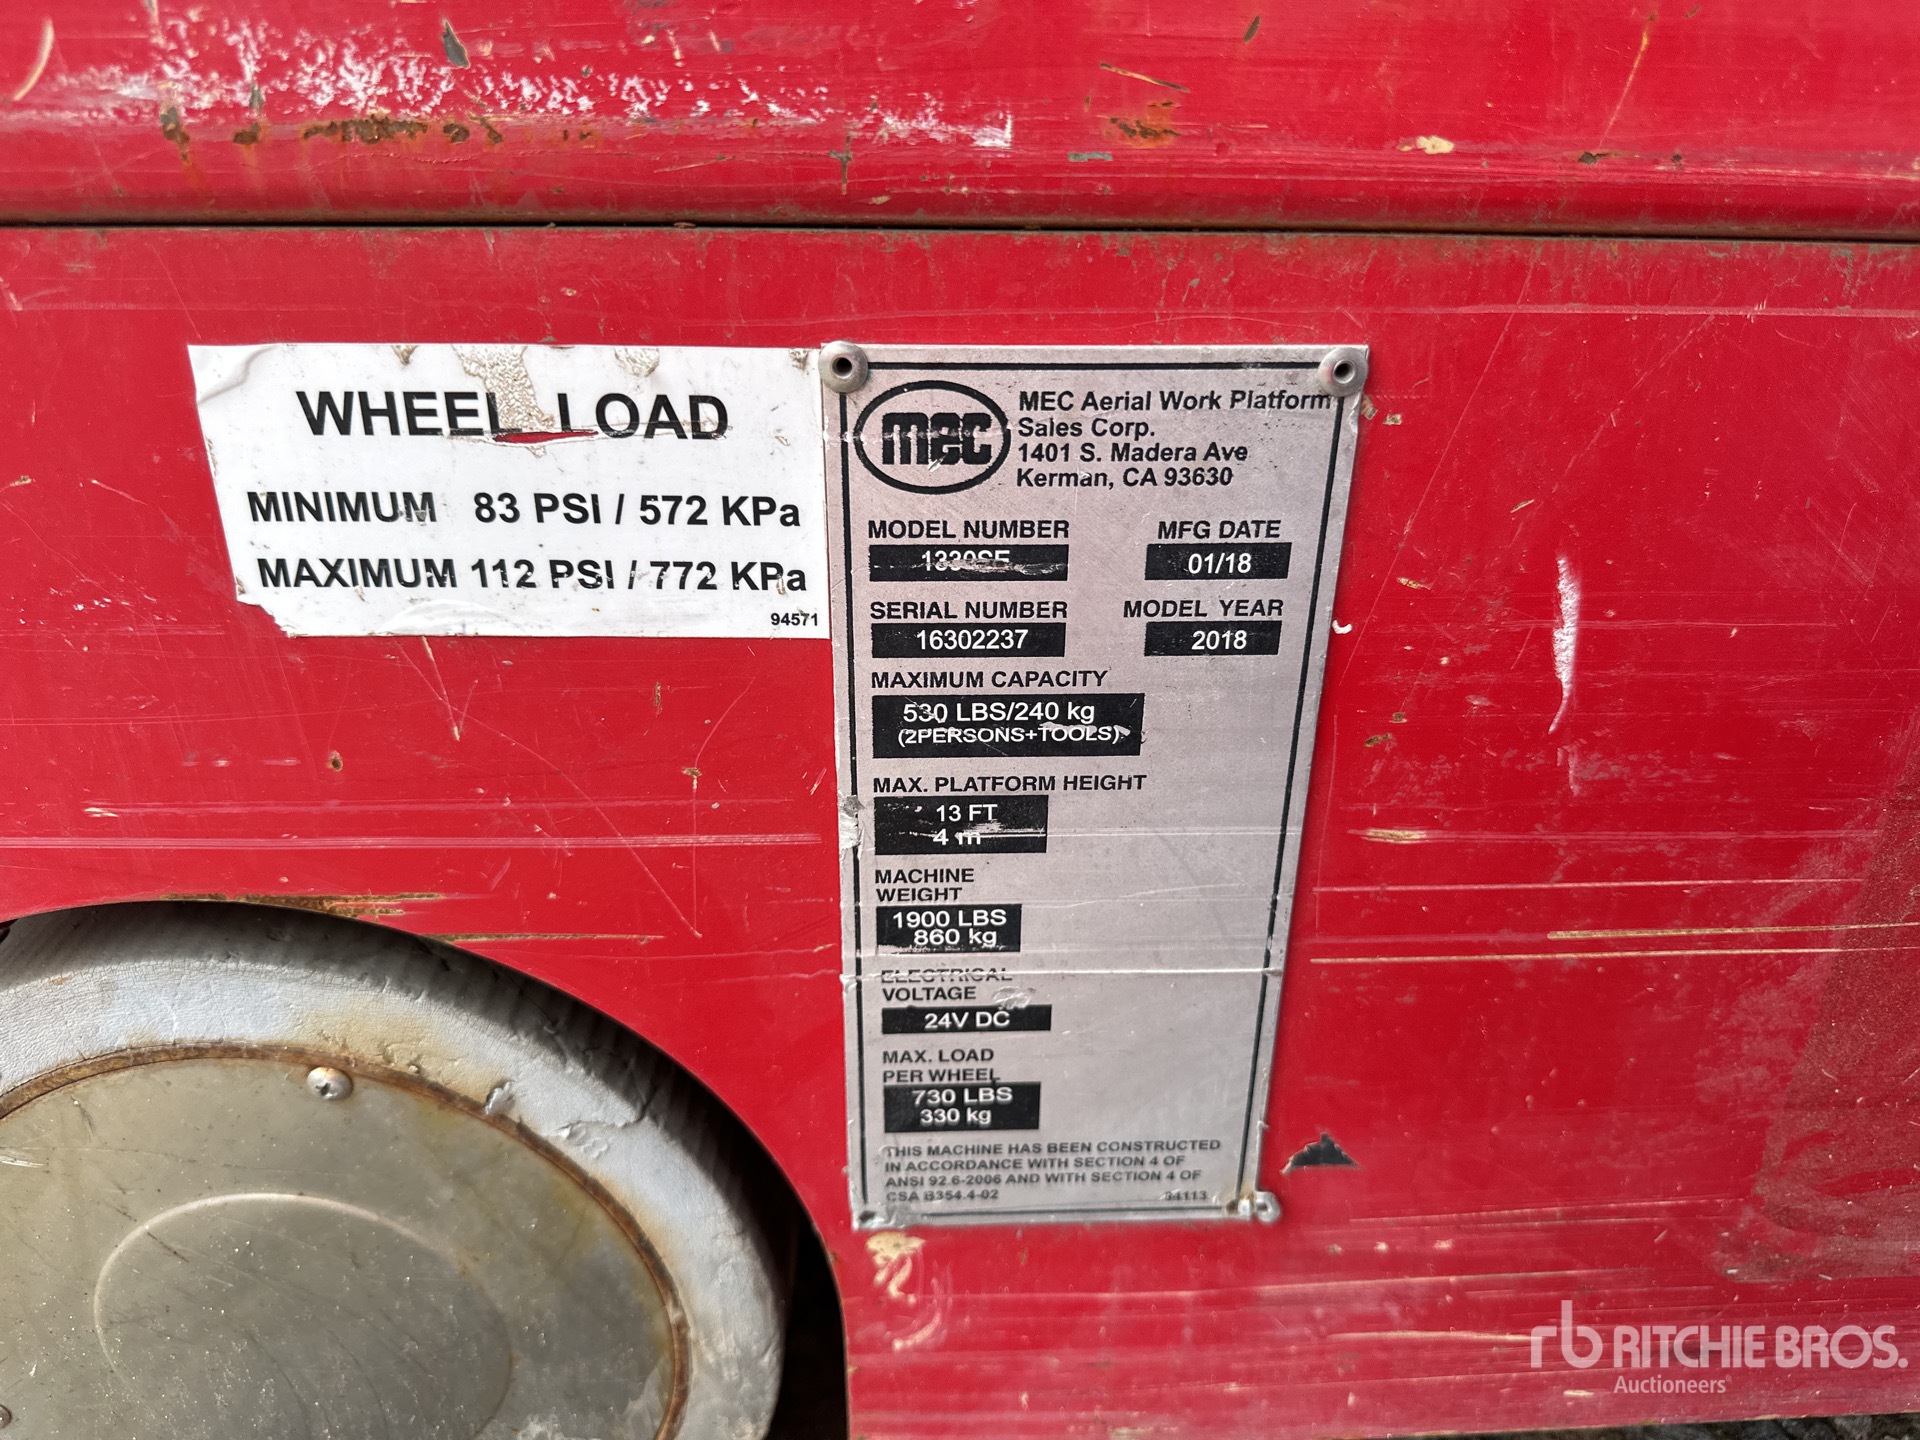 WHEEL LOAD
MINIMUM 83 PSI / 572 KPa
MAXIMUM 112 PSI / 772 KPa
94571
mec
MEC Aerial Work Platform
Sales Corp.
1401 S. Madera Ave
Kerman, CA 93630
MODEL NUMBER MFG DATE
1330SE 01/18
SERIAL NUMBER MODEL YEAR
16302237 2018
MAXIMUM CAPACITY
530 LBS/240 kg
(2PERSONS+TOOLS)
MAX. PLATFORM HEIGHT
13 FT
4 m
MACHINE
WEIGHT
1900 LBS
860 kg
ELECTRICAL
VOLTAGE
24V DC
MAX. LOAD
PER WHEEL
730 LBS
330 kg
THIS MACHINE HAS BEEN CONSTRUCTED
IN ACCORDANCE WITH SECTION 4 OF
ANSI 92.6-2006 AND WITH SECTION 4 OF
CSA B354.4-02 94113
rb RITCHIE BROS.
Auctioneers